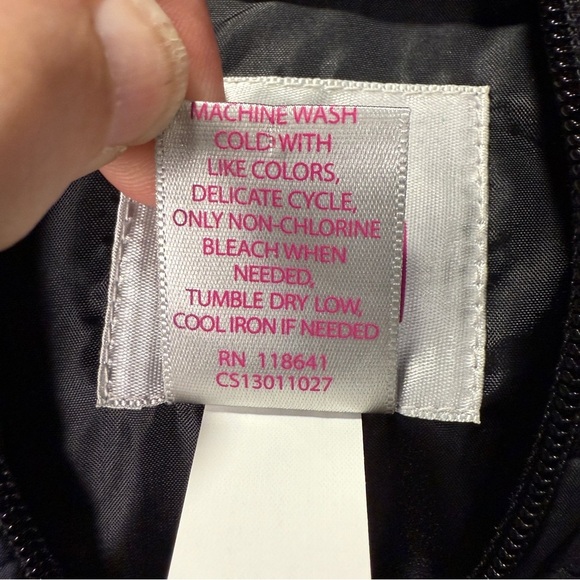 MACHINE WASH
COLD WITH
LIKE COLORS,
DELICATE CYCLE,
ONLY NON-CHLORINE
BLEACH WHEN
NEEDED,
TUMBLE DRY LOW,
COOL IRON IF NEEDED
RN 118641
CS13011027